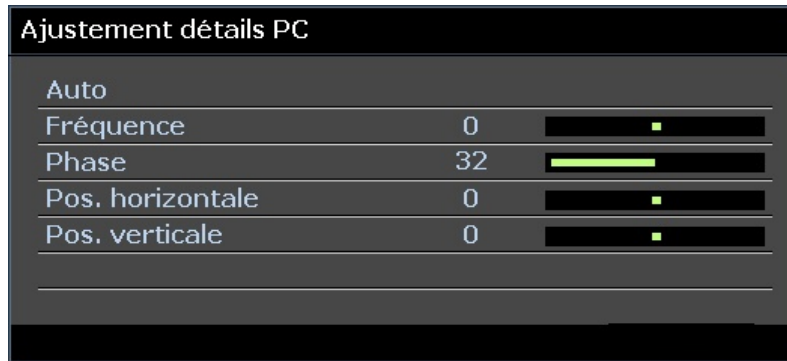 Ajustement détails PC
Auto
Fréquence 0
Phase 32
Pos. horizontale 0
Pos. verticale 0